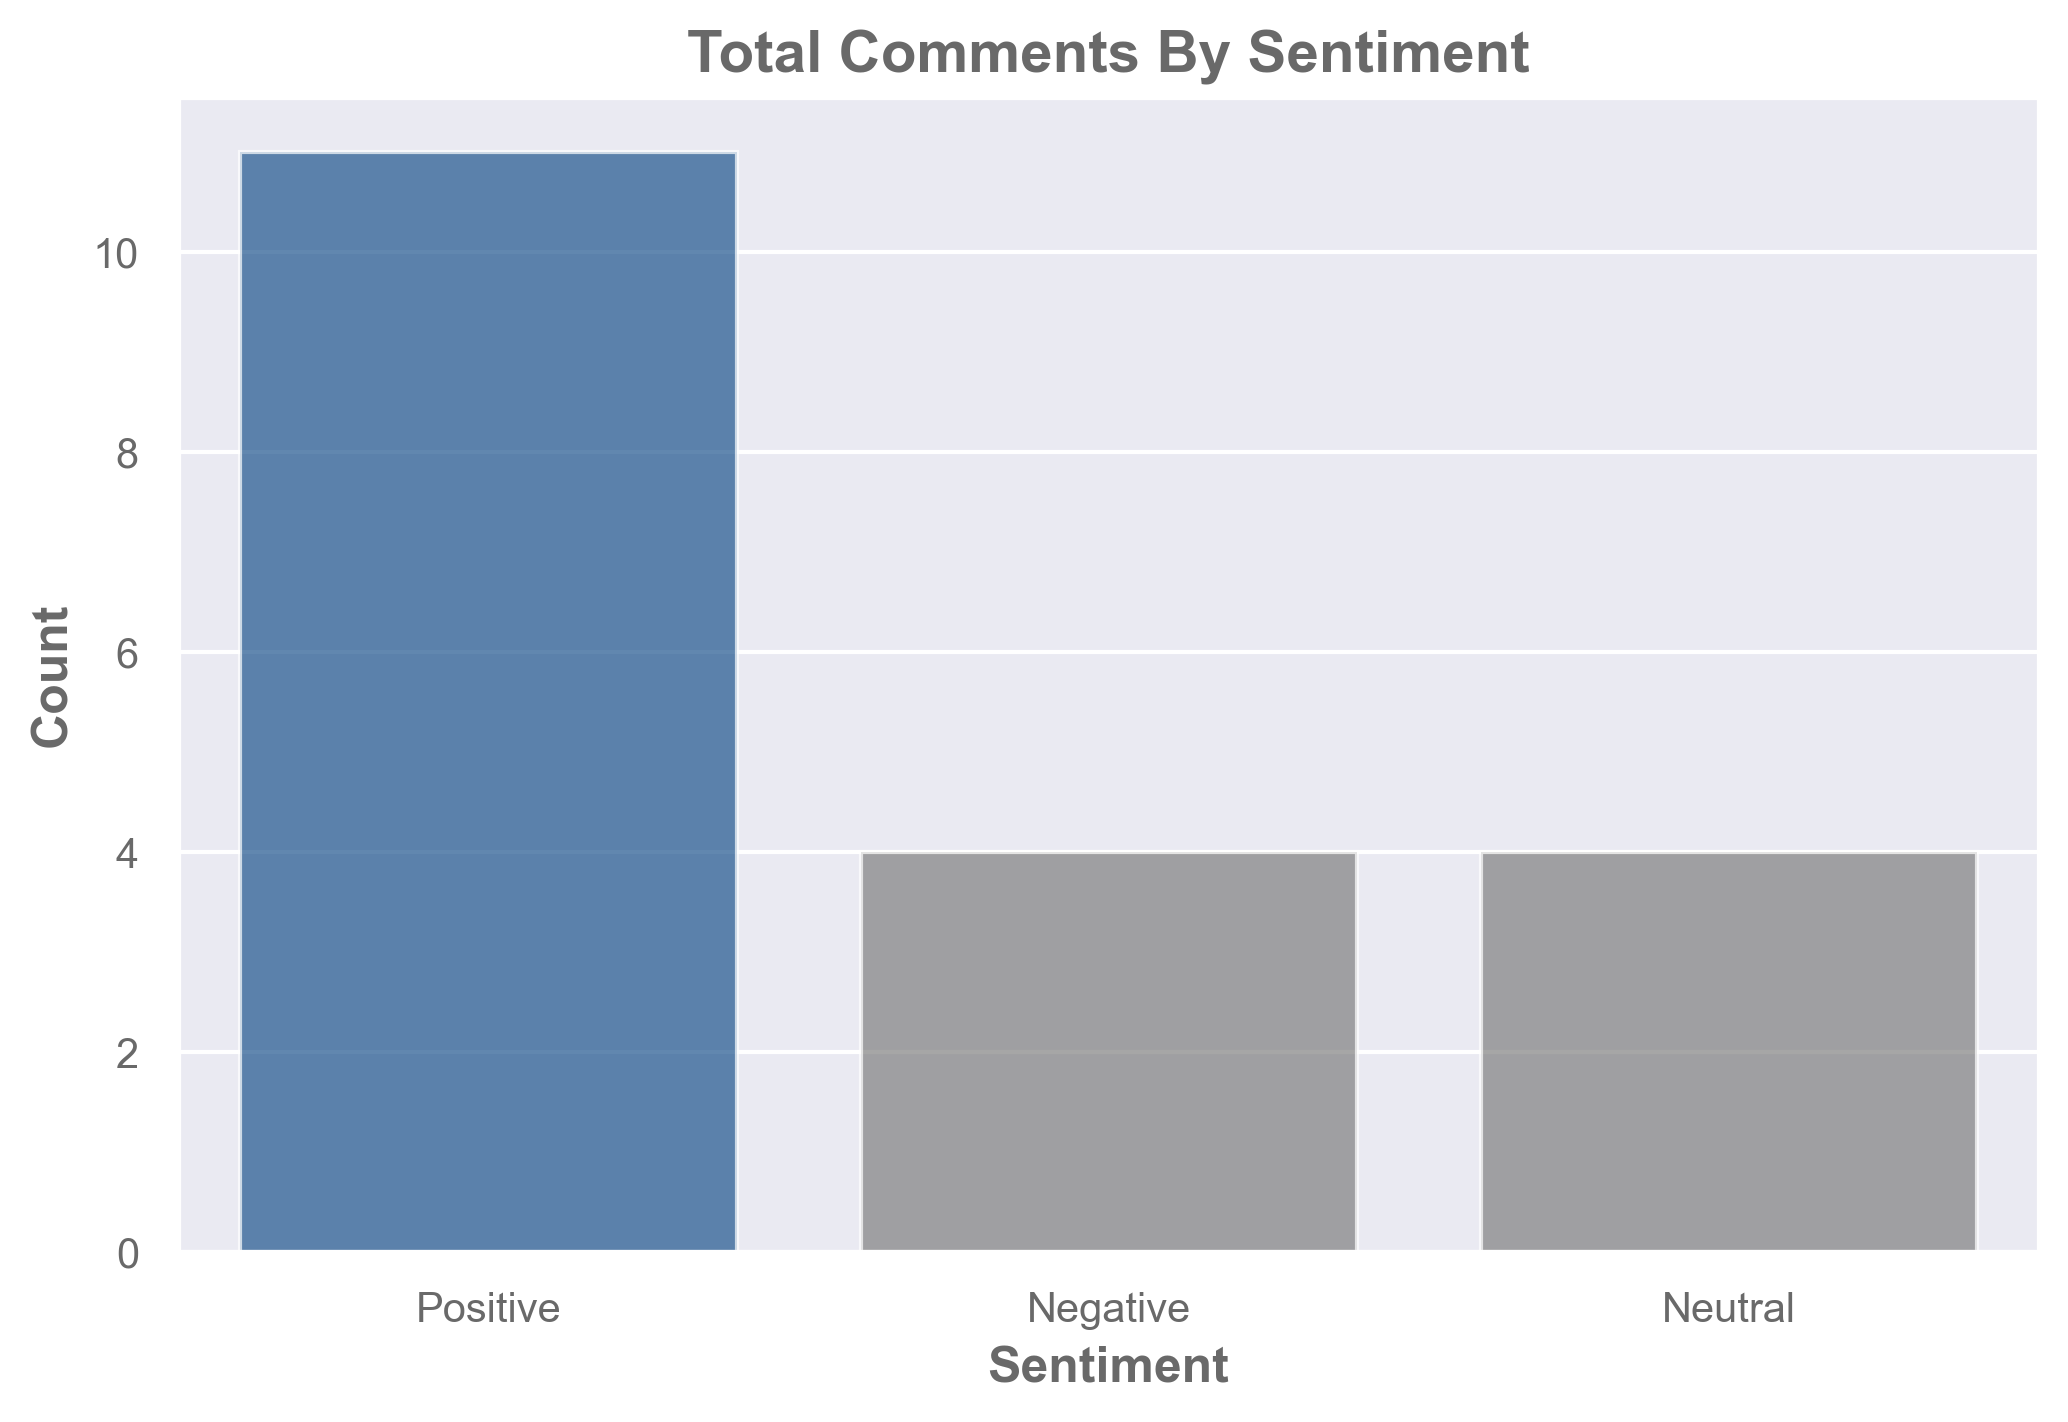 Total Comments By Sentiment
Count
10
8
6
4
2
0
Positive
Negative
Neutral
Sentiment